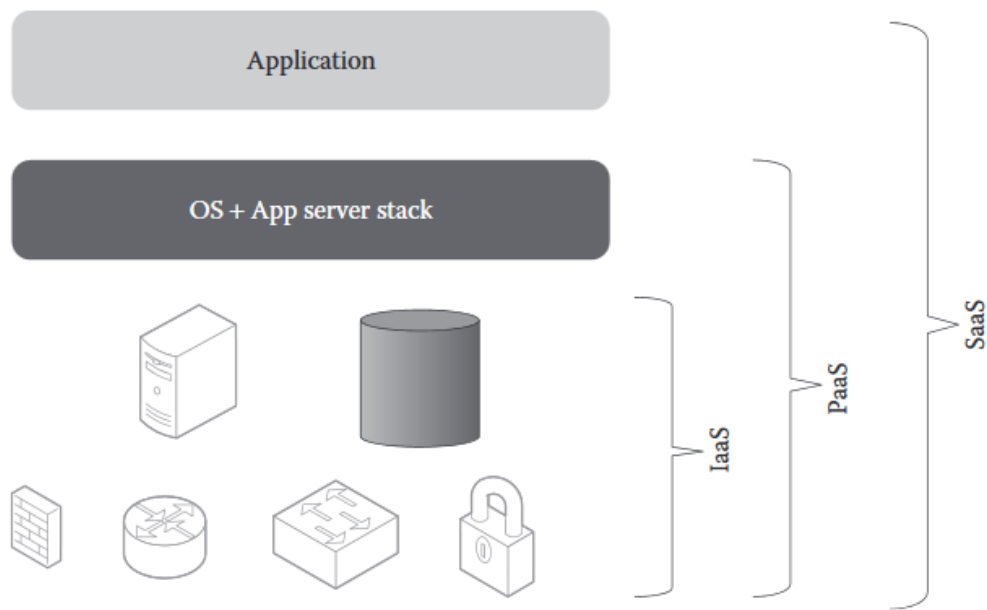 Application
OS + App server stack
IaaS
PaaS
SaaS